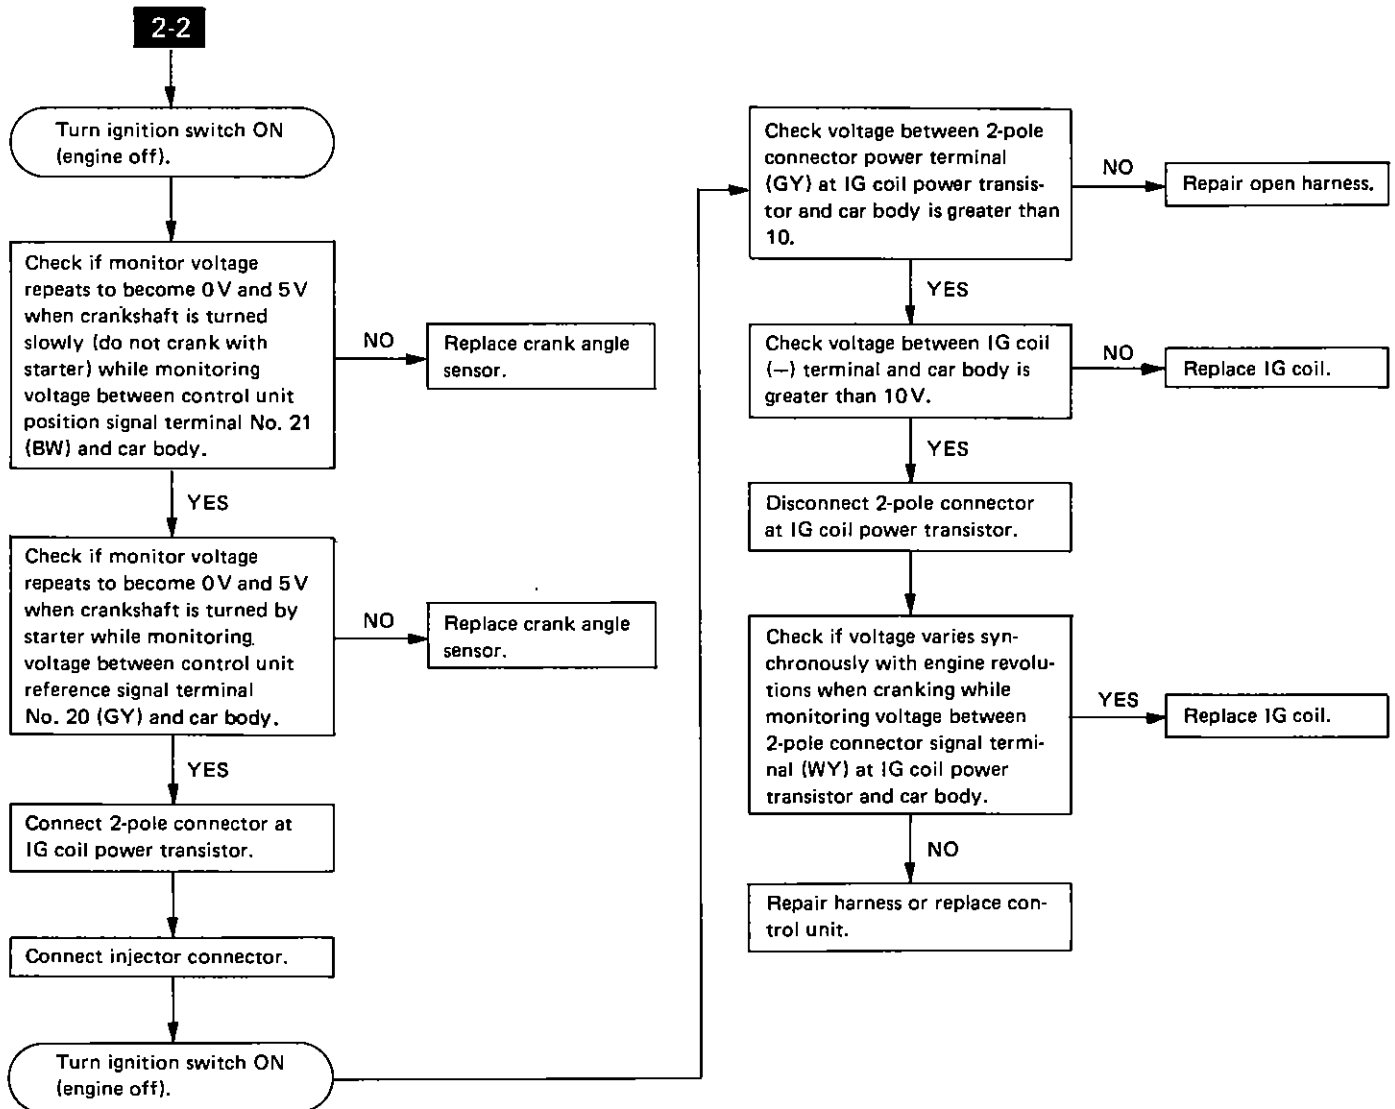 2-2
Turn ignition switch ON
(engine off).
Check if monitor voltage
repeats to become 0V and 5V
when crankshaft is turned
slowly (do not crank with
starter) while monitoring
voltage between control unit
position signal terminal No. 21
(BW) and car body.
NO
Replace crank angle
sensor.
YES
Check if monitor voltage
repeats to become 0V and 5V
when crankshaft is turned by
starter while monitoring
voltage between control unit
reference signal terminal
No. 20 (GY) and car body.
NO
Replace crank angle
sensor.
YES
Connect 2-pole connector at
IG coil power transistor.
Connect injector connector.
Turn ignition switch ON
(engine off).
Check voltage between 2-pole
connector power terminal
(GY) at IG coil power transis-
tor and car body is greater than
10.
NO
Repair open harness.
YES
Check voltage between IG coil
(—) terminal and car body is
greater than 10V.
NO
Replace IG coil.
YES
Disconnect 2-pole connector
at IG coil power transistor.
Check if voltage varies syn-
chronously with engine revolu-
tions when cranking while
monitoring voltage between
2-pole connector signal termi-
nal (WY) at IG coil power
transistor and car body.
YES
Replace IG coil.
NO
Repair harness or replace con-
trol unit.